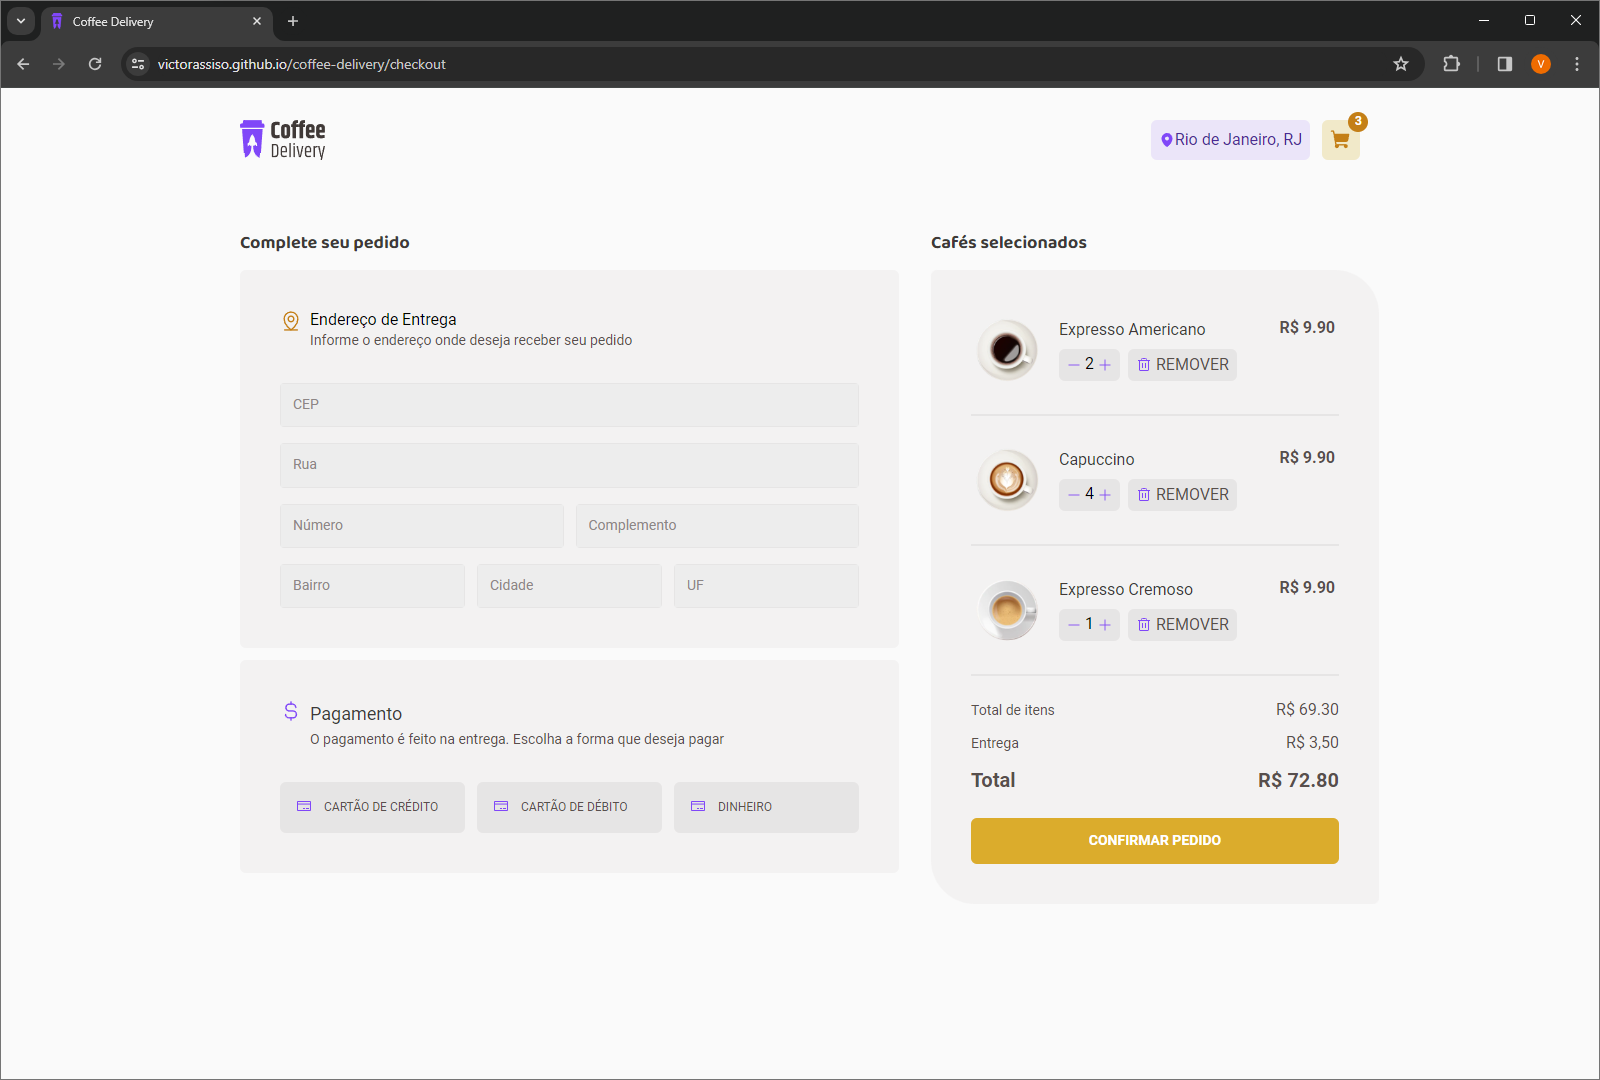 Coffee Delivery
victorassiso.github.io/coffee-delivery/checkout
V
Coffee
Delivery
Rio de Janeiro, RJ
3
Complete seu pedido
Endereço de Entrega
Informe o endereço onde deseja receber seu pedido
CEP
Rua
Número
Complemento
Bairro
Cidade
UF
Pagamento
O pagamento é feito na entrega. Escolha a forma que deseja pagar
CARTÃO DE CRÉDITO
CARTÃO DE DÉBITO
DINHEIRO
Cafés selecionados
Expresso Americano
R$ 9.90
2
REMOVER
Capuccino
R$ 9.90
4
REMOVER
Expresso Cremoso
R$ 9.90
1
REMOVER
Total de itens
R$ 69.30
Entrega
R$ 3,50
Total
R$ 72.80
CONFIRMAR PEDIDO